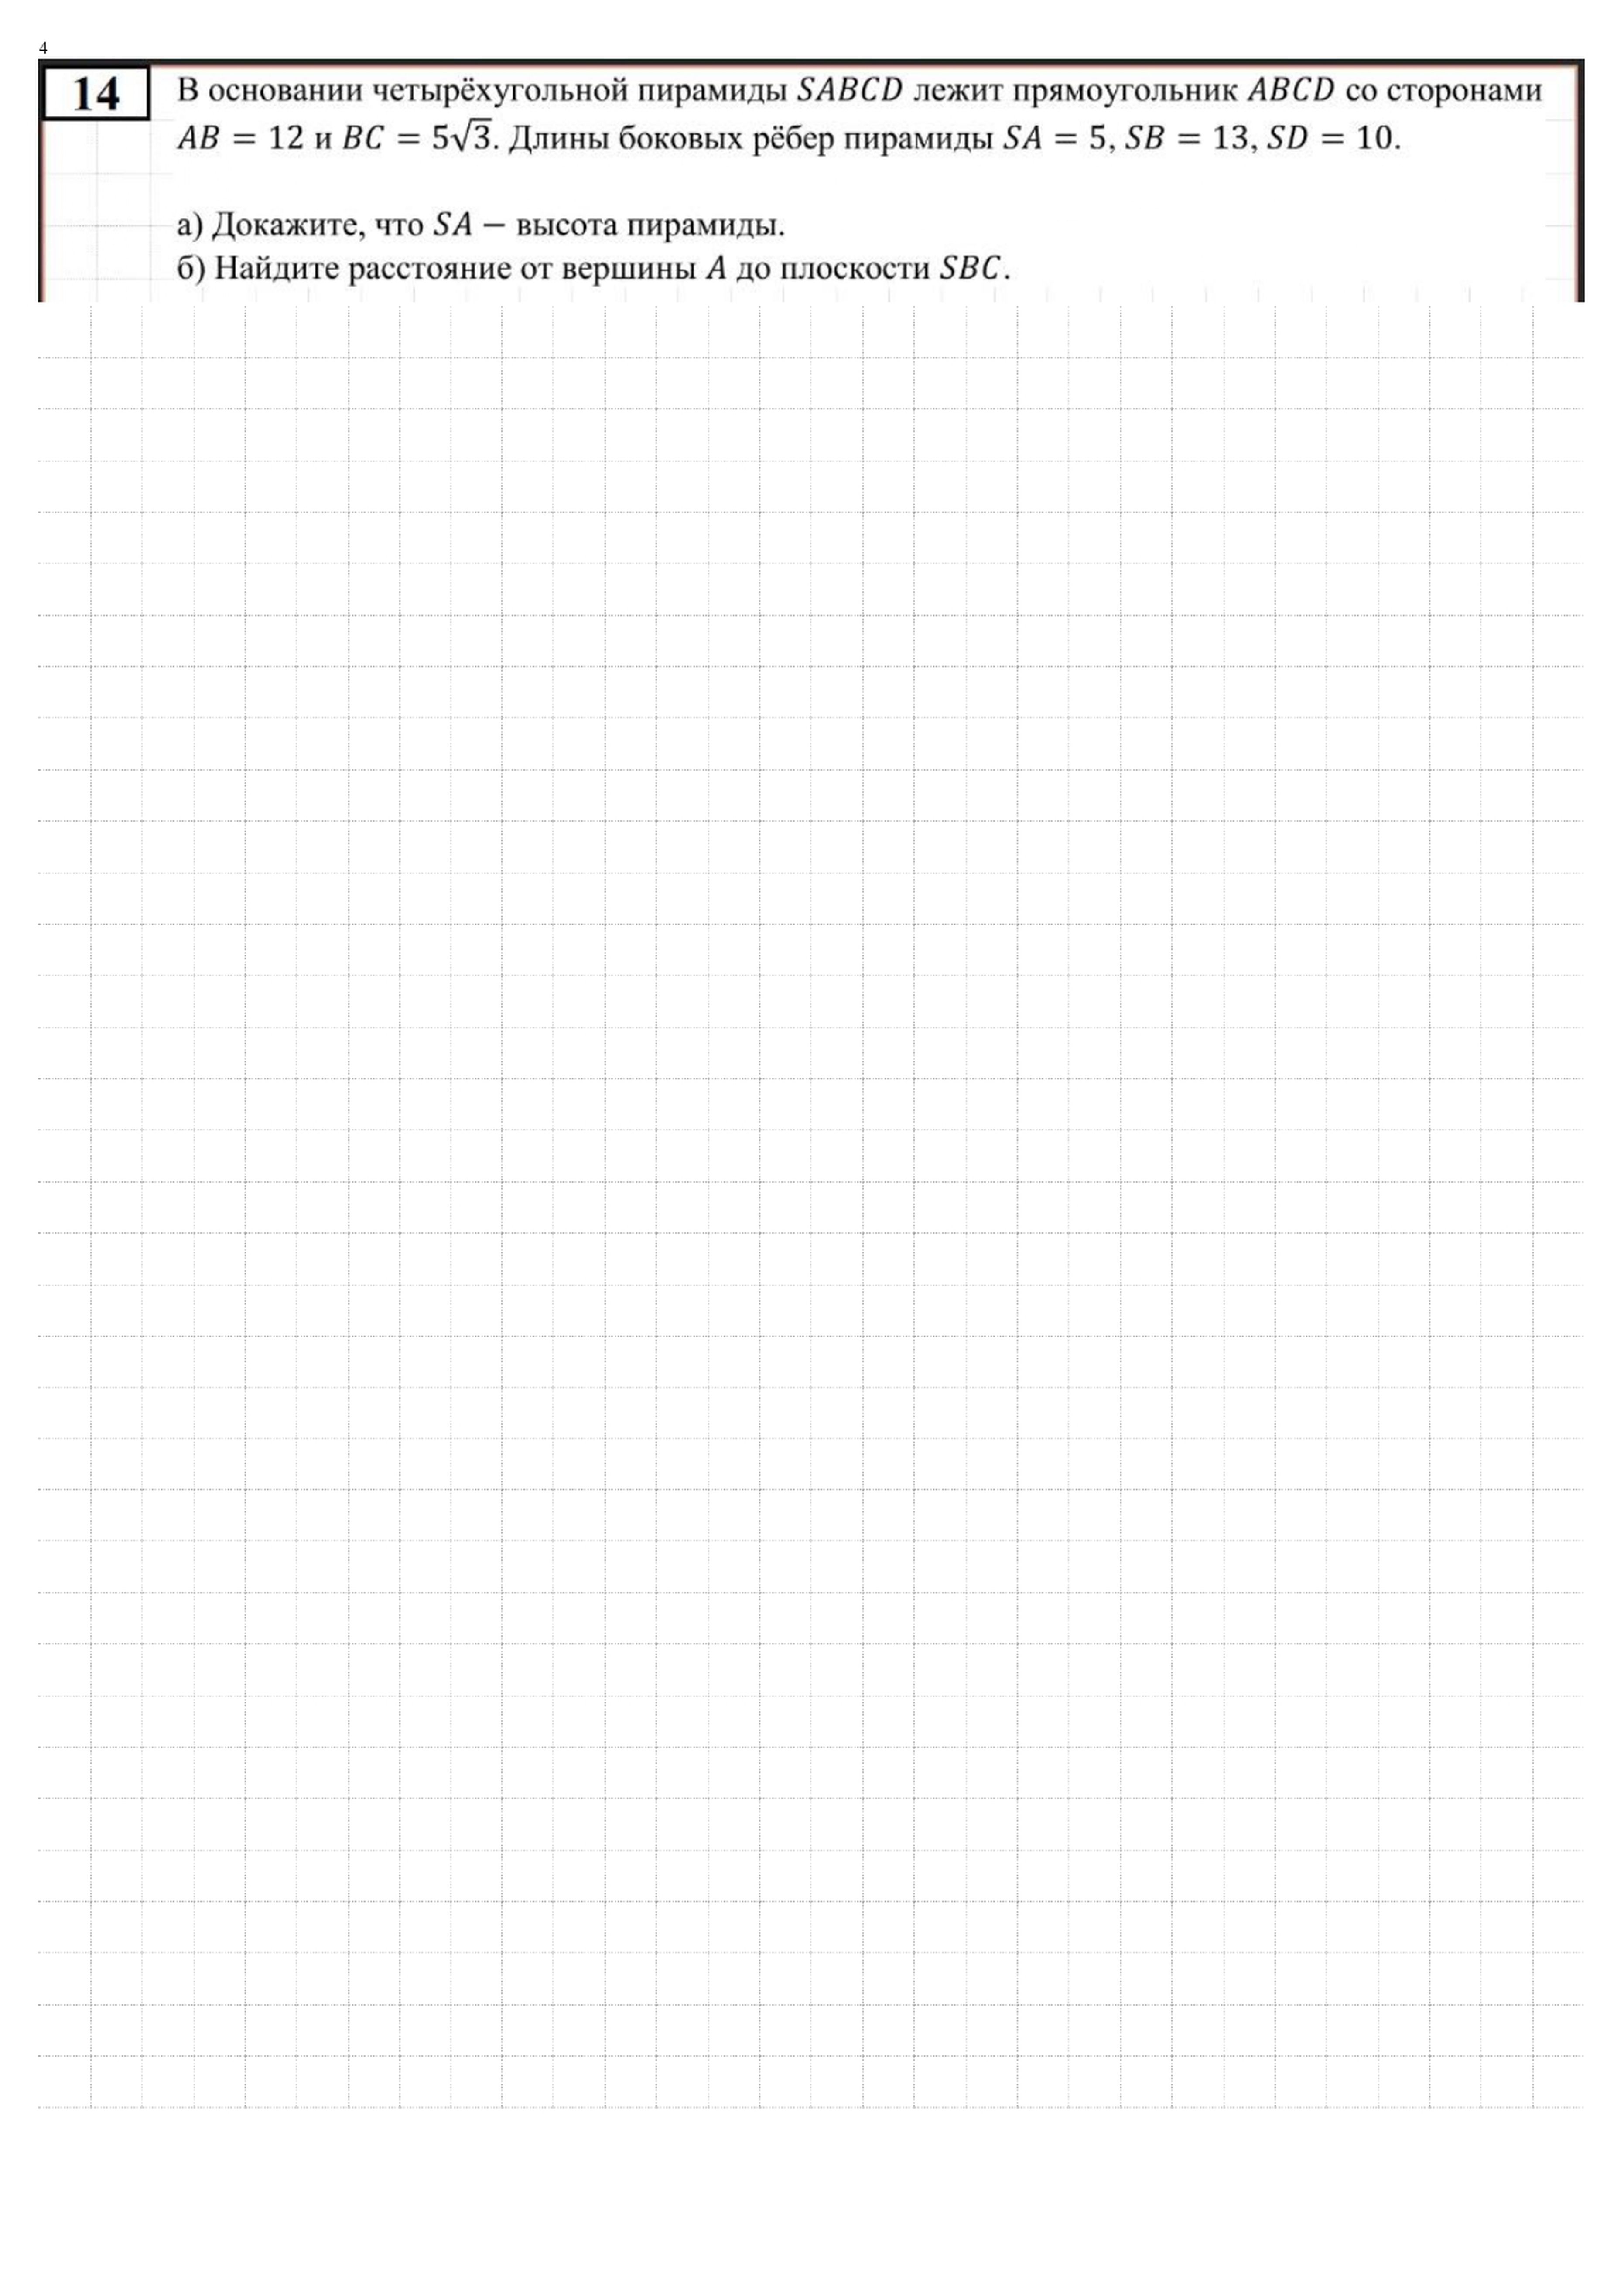 4
14
В основании четырёхугольной пирамиды SABCD лежит прямоугольник ABCD со сторонами
AB = 12 и BC = 5√3. Длины боковых рёбер пирамиды SA = 5, SB = 13, SD = 10.
а) Докажите, что SA – высота пирамиды.
б) Найдите расстояние от вершины A до плоскости SBC.